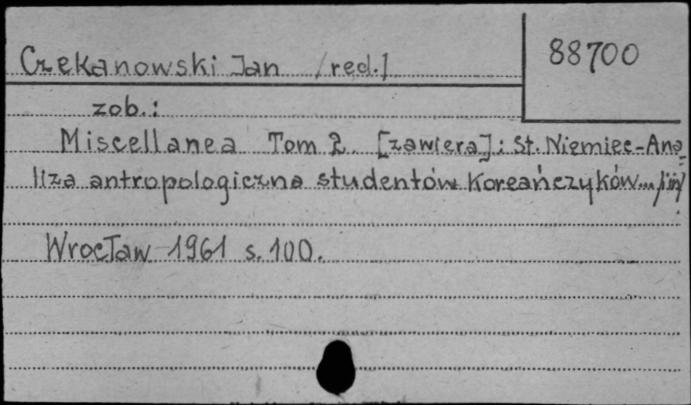 Czekanowski Jan /red./
88700
zob.:
Miscellanea Tom 2 [zawiera]: St. Niemiec-Ana-
liza antropologiczna studentów Koreańczyków... /i in/
Wrocław 1961 s. 100.